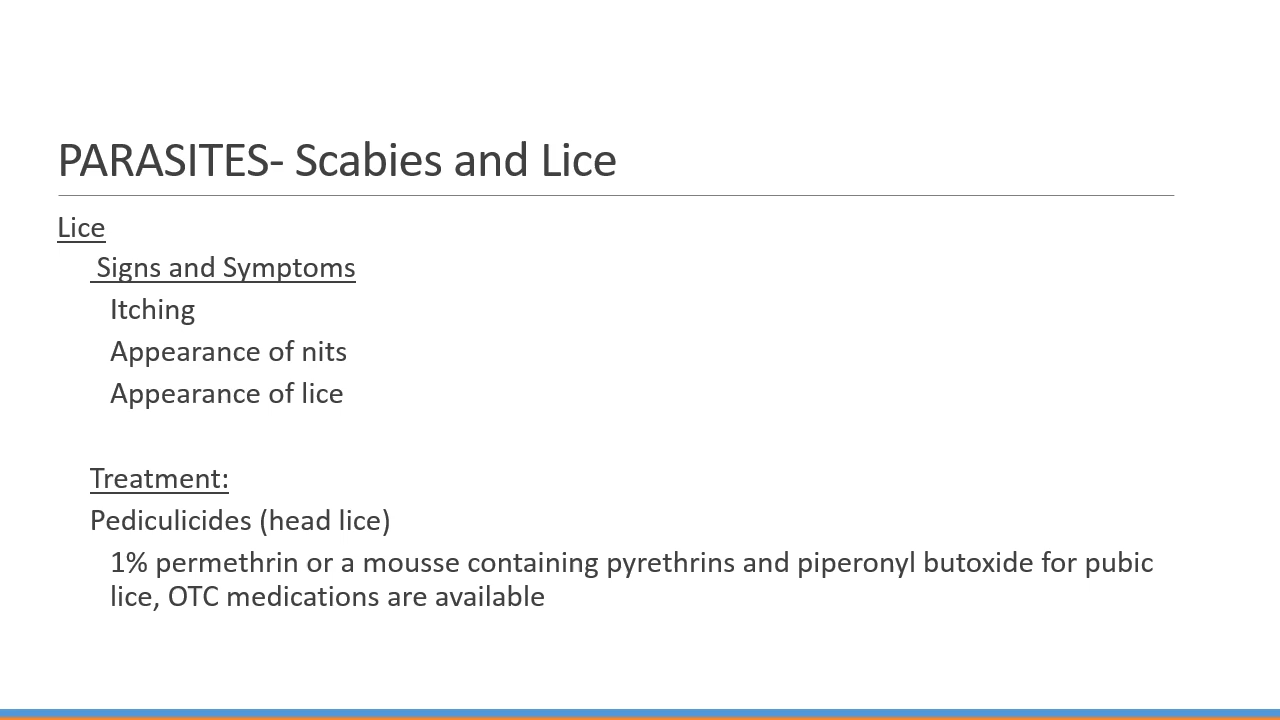 PARASITES- Scabies and Lice
Lice
Signs and Symptoms
Itching
Appearance of nits
Appearance of lice
Treatment:
Pediculicides (head lice)
1% permethrin or a mousse containing pyrethrins and piperonyl butoxide for pubic
lice, OTC medications are available